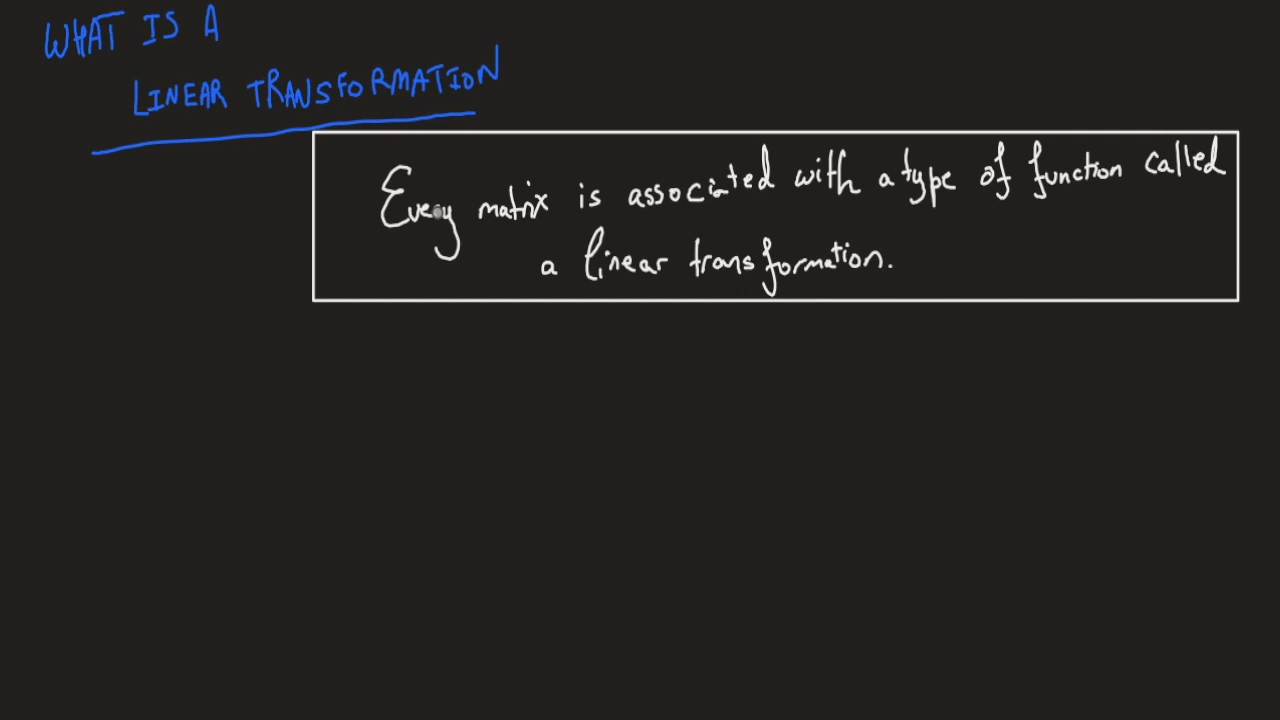 WHAT IS A
LINEAR TRANSFORMATION
Every matrix is associated with a type of function called
a linear transformation.